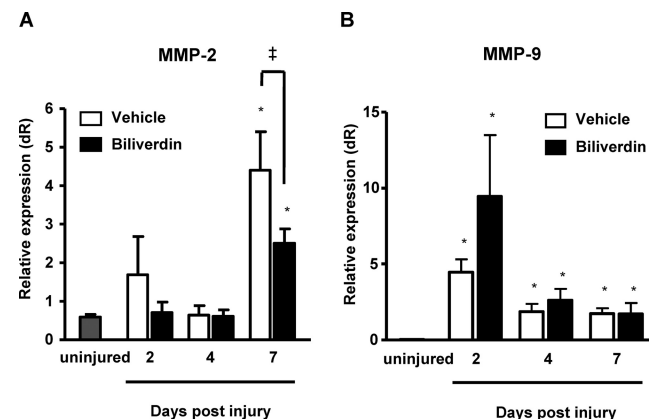 A
MMP-2
‡
Relative expression (dR)
6
5
4
3
2
1
0
Vehicle
Biliverdin
*
*
uninjured 2 4 7
Days post injury
B
MMP-9
Relative expression (dR)
15
10
5
0
Vehicle
Biliverdin
*
*
*
*
*
*
uninjured 2 4 7
Days post injury